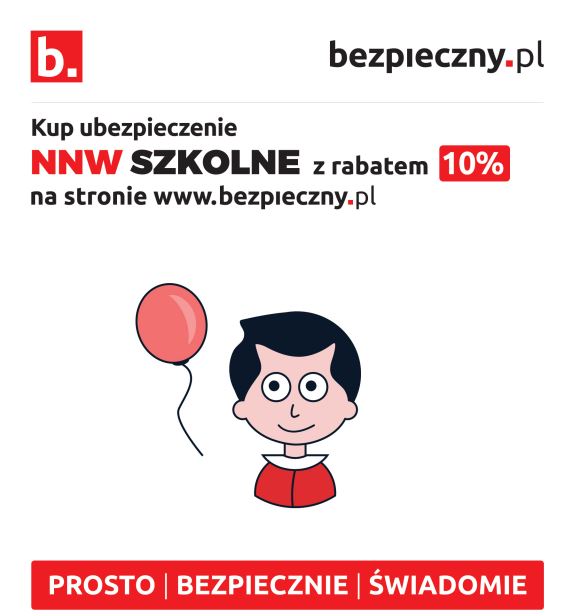 b.
bezpieczny.pl
Kup ubezpieczenie
NNW SZKOLNE z rabatem 10%
na stronie www.bezpieczny.pl
PROSTO | BEZPIECZNIE | ŚWIADOMIE